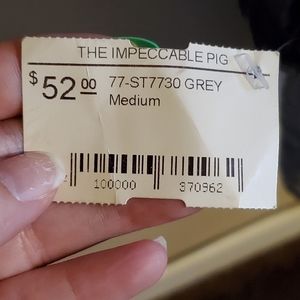 THE IMPECCABLE PIG
$52.00 77-ST7730 GREY
Medium
100000 370962